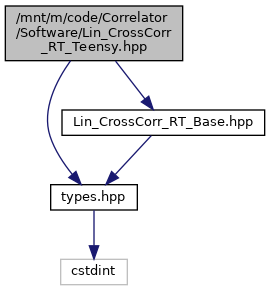 /mnt/m/code/Correlator
/Software/Lin_CrossCorr
_RT_Teensy.hpp
Lin_CrossCorr_RT_Base.hpp
types.hpp
cstdint